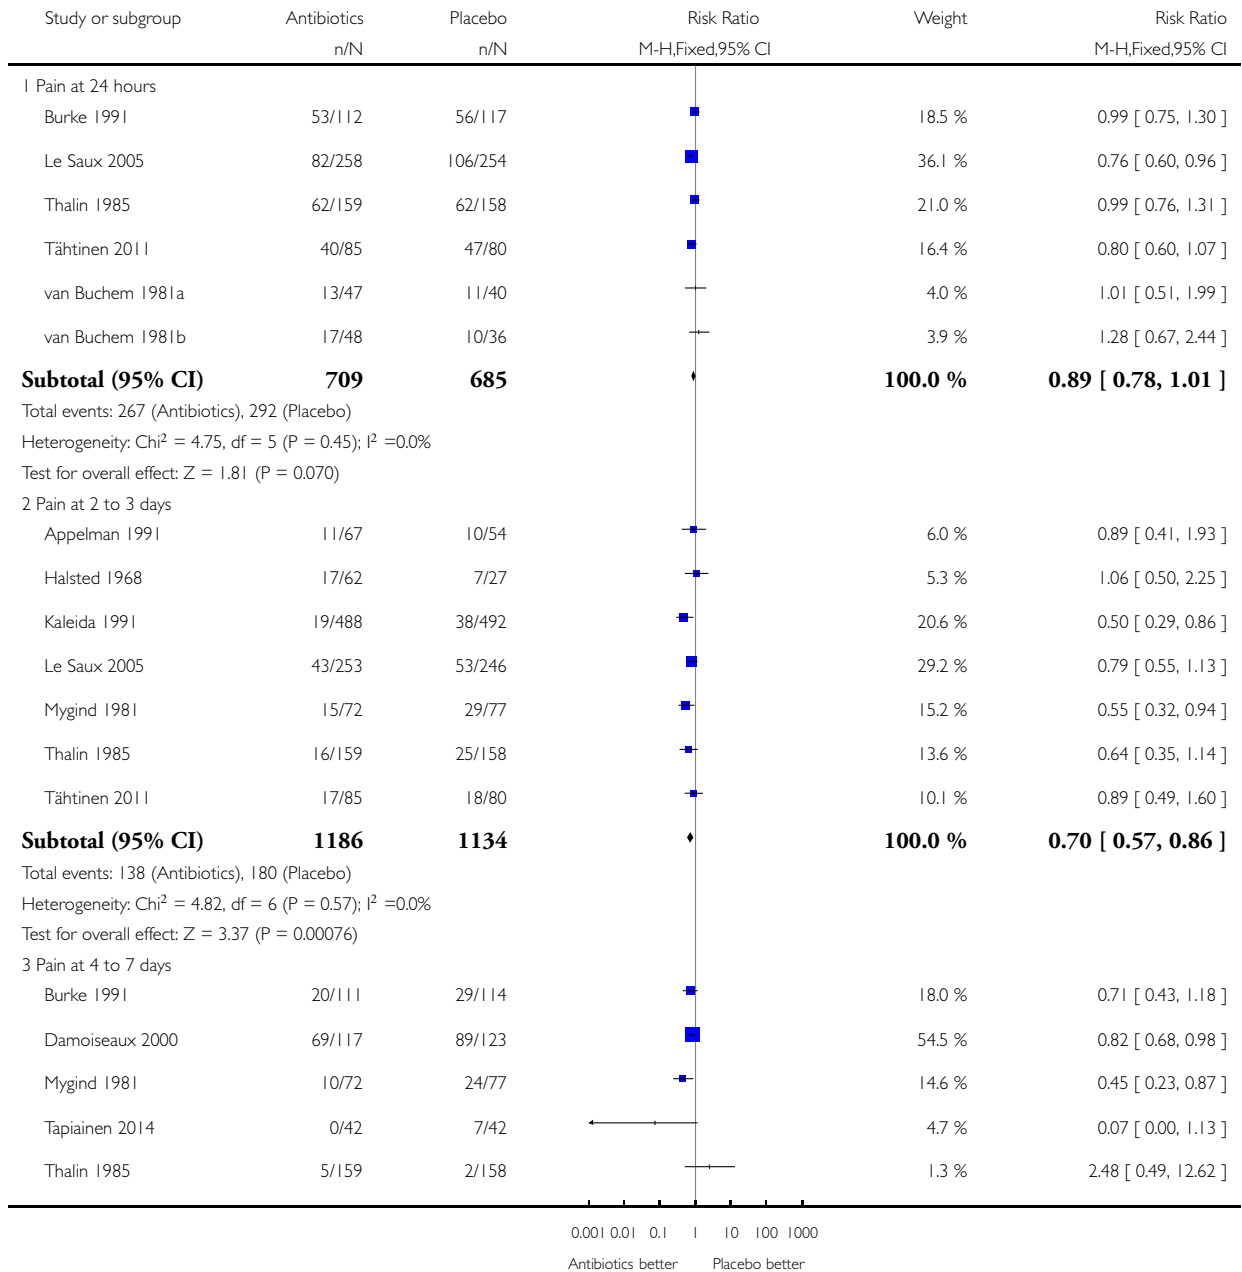 Study or subgroup Antibiotics Placebo Risk Ratio Weight Risk Ratio
n/N n/N M-H,Fixed,95% CI M-H,Fixed,95% CI
1 Pain at 24 hours
Burke 1991 53/112 56/117 18.5 % 0.99 [ 0.75, 1.30 ]
Le Saux 2005 82/258 106/254 36.1 % 0.76 [ 0.60, 0.96 ]
Thalin 1985 62/159 62/158 21.0 % 0.99 [ 0.76, 1.31 ]
Tähtinen 2011 40/85 47/80 16.4 % 0.80 [ 0.60, 1.07 ]
van Buchem 1981a 13/47 11/40 4.0 % 1.01 [ 0.51, 1.99 ]
van Buchem 1981b 17/48 10/36 3.9 % 1.28 [ 0.67, 2.44 ]
Subtotal (95% CI) 709 685 100.0 % 0.89 [ 0.78, 1.01 ]
Total events: 267 (Antibiotics), 292 (Placebo)
Heterogeneity: Chi² = 4.75, df = 5 (P = 0.45); I² =0.0%
Test for overall effect: Z = 1.81 (P = 0.070)
2 Pain at 2 to 3 days
Appelman 1991 11/67 10/54 6.0 % 0.89 [ 0.41, 1.93 ]
Halsted 1968 17/62 7/27 5.3 % 1.06 [ 0.50, 2.25 ]
Kaleida 1991 19/488 38/492 20.6 % 0.50 [ 0.29, 0.86 ]
Le Saux 2005 43/253 53/246 29.2 % 0.79 [ 0.55, 1.13 ]
Mygind 1981 15/72 29/77 15.2 % 0.55 [ 0.32, 0.94 ]
Thalin 1985 16/159 25/158 13.6 % 0.64 [ 0.35, 1.14 ]
Tähtinen 2011 17/85 18/80 10.1 % 0.89 [ 0.49, 1.60 ]
Subtotal (95% CI) 1186 1134 100.0 % 0.70 [ 0.57, 0.86 ]
Total events: 138 (Antibiotics), 180 (Placebo)
Heterogeneity: Chi² = 4.82, df = 6 (P = 0.57); I² =0.0%
Test for overall effect: Z = 3.37 (P = 0.00076)
3 Pain at 4 to 7 days
Burke 1991 20/111 29/114 18.0 % 0.71 [ 0.43, 1.18 ]
Damoiseaux 2000 69/117 89/123 54.5 % 0.82 [ 0.68, 0.98 ]
Mygind 1981 10/72 24/77 14.6 % 0.45 [ 0.23, 0.87 ]
Tapiainen 2014 0/42 7/42 4.7 % 0.07 [ 0.00, 1.13 ]
Thalin 1985 5/159 2/158 1.3 % 2.48 [ 0.49, 12.62 ]
0.001 0.01 0.1 1 10 100 1000
Antibiotics better Placebo better